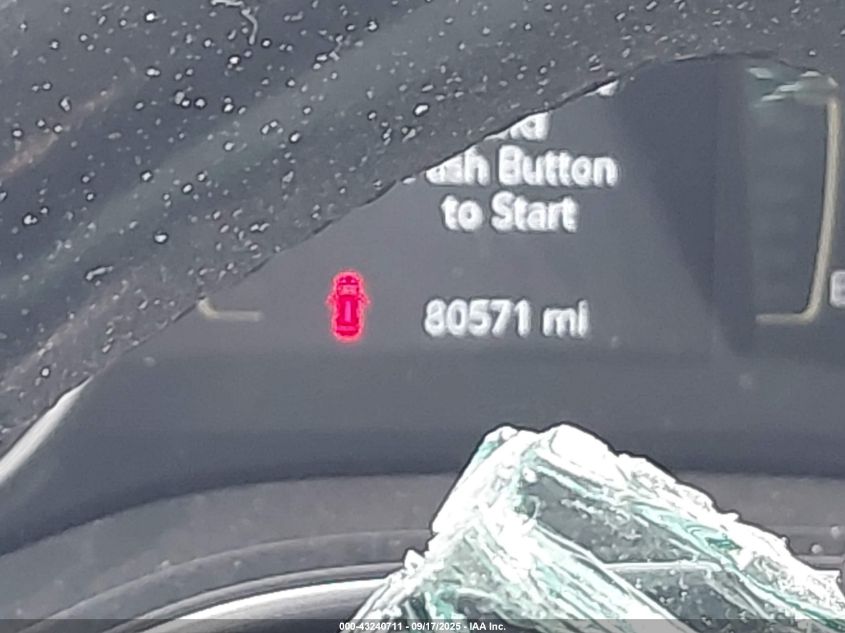 Button
to Start
80571 mi
000-43240711 - 09/17/2025 - IAA Inc.